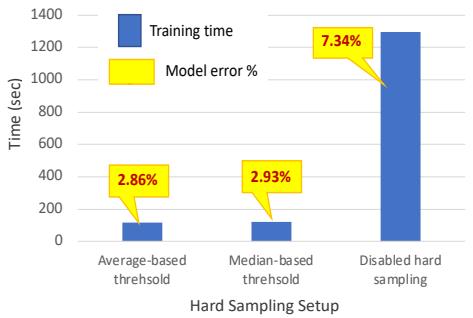 1400
1200
1000
800
600
400
200
0
Time (sec)
Training time
Model error %
2.86%
2.93%
7.34%
Average-based
threhsold
Median-based
threhsold
Disabled hard
sampling
Hard Sampling Setup